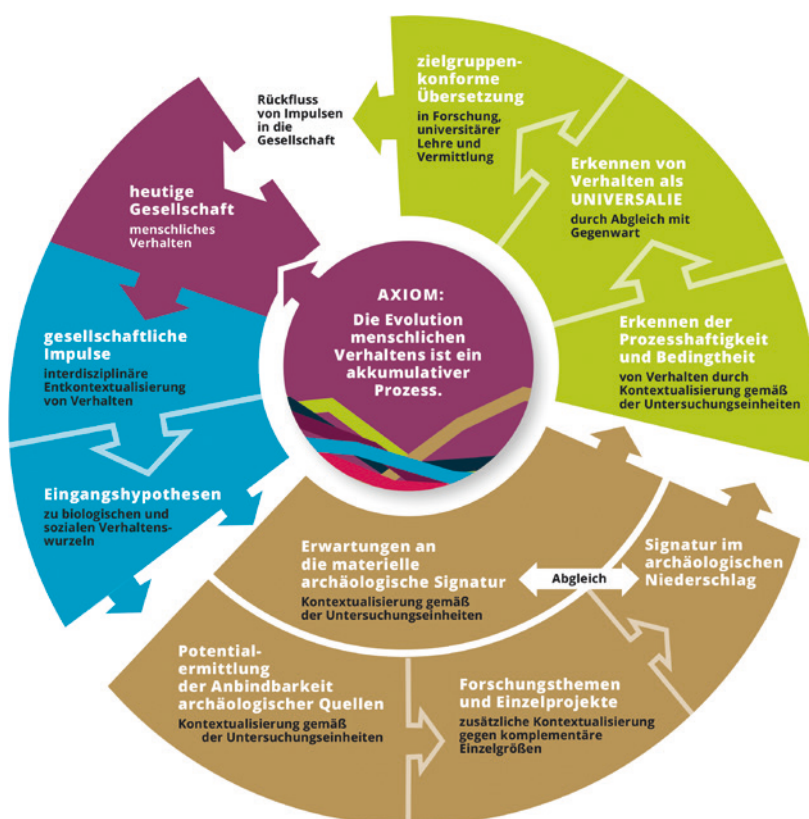 AXIOM:
Die Evolution
menschlichen
Verhaltens ist ein
akkumulativer
Prozess.
heutige
Gesellschaft
menschliches
Verhalten
gesellschaftliche
Impulse
interdisziplinäre
Entkontextualisierung
von Verhalten
Eingangshypothesen
zu biologischen und
sozialen Verhaltens-
wurzeln
Erwartungen an
die materielle
archäologische Signatur
Kontextualisierung gemäß
der Untersuchungseinheiten
Abgleich
Potential-
ermittlung
der Anbindbarkeit
archäologischer Quellen
Kontextualisierung gemäß
der Untersuchungseinheiten
Forschungsthemen
und Einzelprojekte
zusätzliche Kontextualisierung
gegen komplementäre
Einzelgrößen
Signatur im
archäologischen
Niederschlag
Erkennen der
Prozesshaftigkeit
und Bedingtheit
von Verhalten durch
Kontextualisierung gemäß
der Untersuchungseinheiten
Erkennen von
Verhalten als
UNIVERSALIE
durch Abgleich mit
Gegenwart
zielgruppen-
konforme
Übersetzung
in Forschung,
universitärer
Lehre und
Vermittlung
Rückfluss
von Impulsen
in die
Gesellschaft